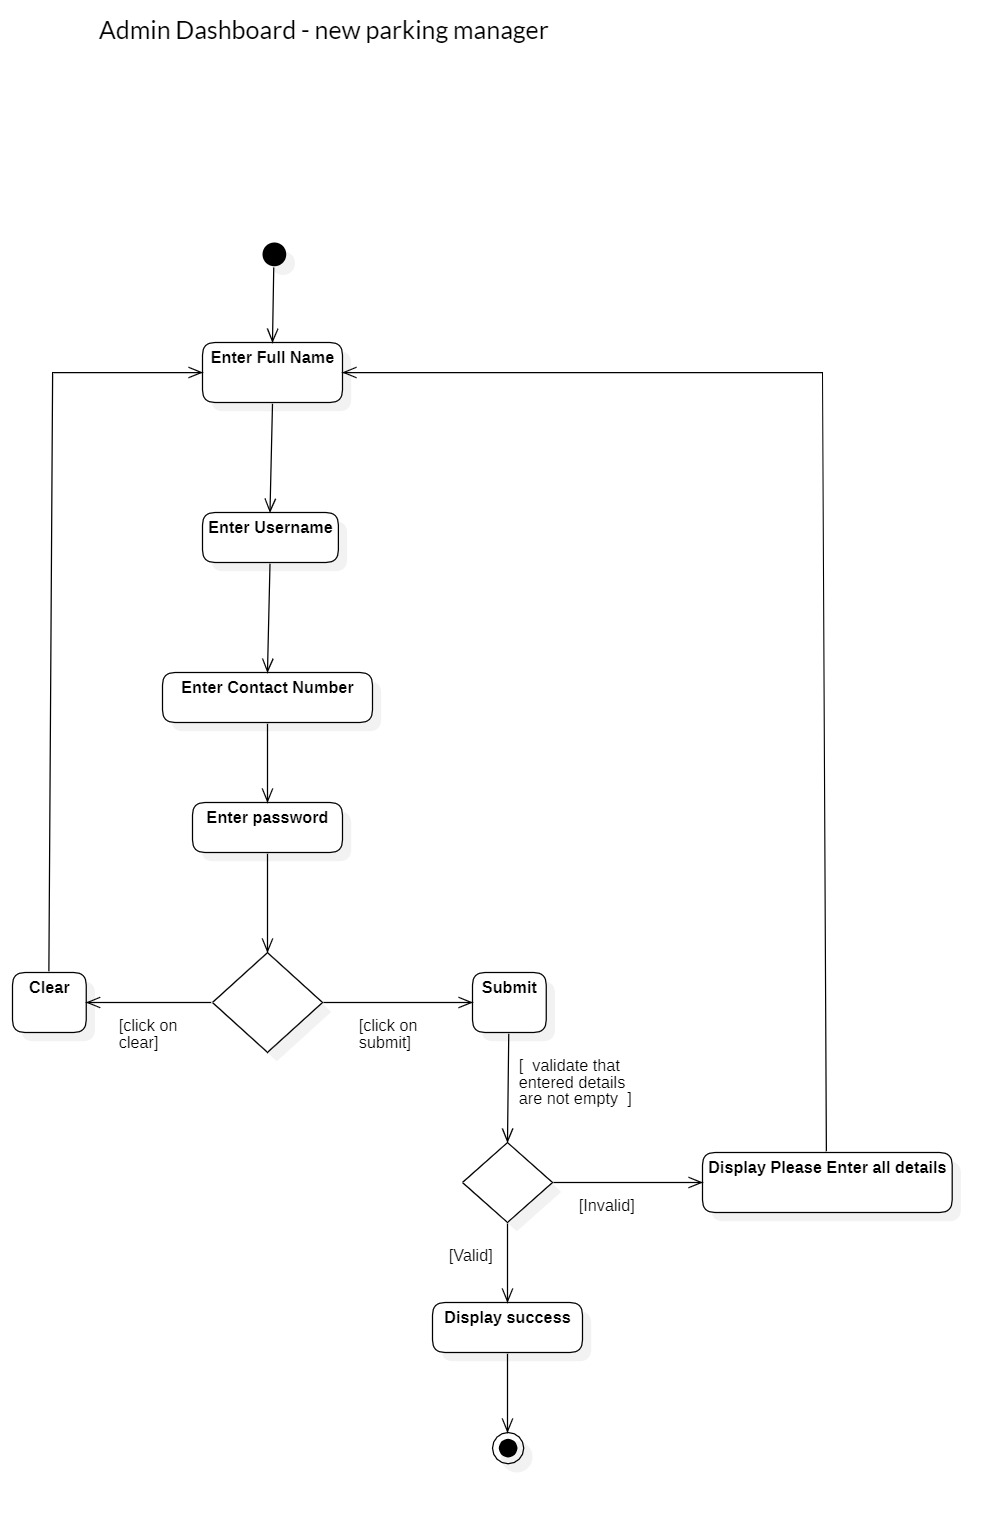 Admin Dashboard - new parking manager
Enter Full Name
Enter Username
Enter Contact Number
Enter password
Clear
Submit
[click on
clear]
[click on
submit]
[  validate that
entered details
are not empty  ]
Display Please Enter all details
[Invalid]
[Valid]
Display success